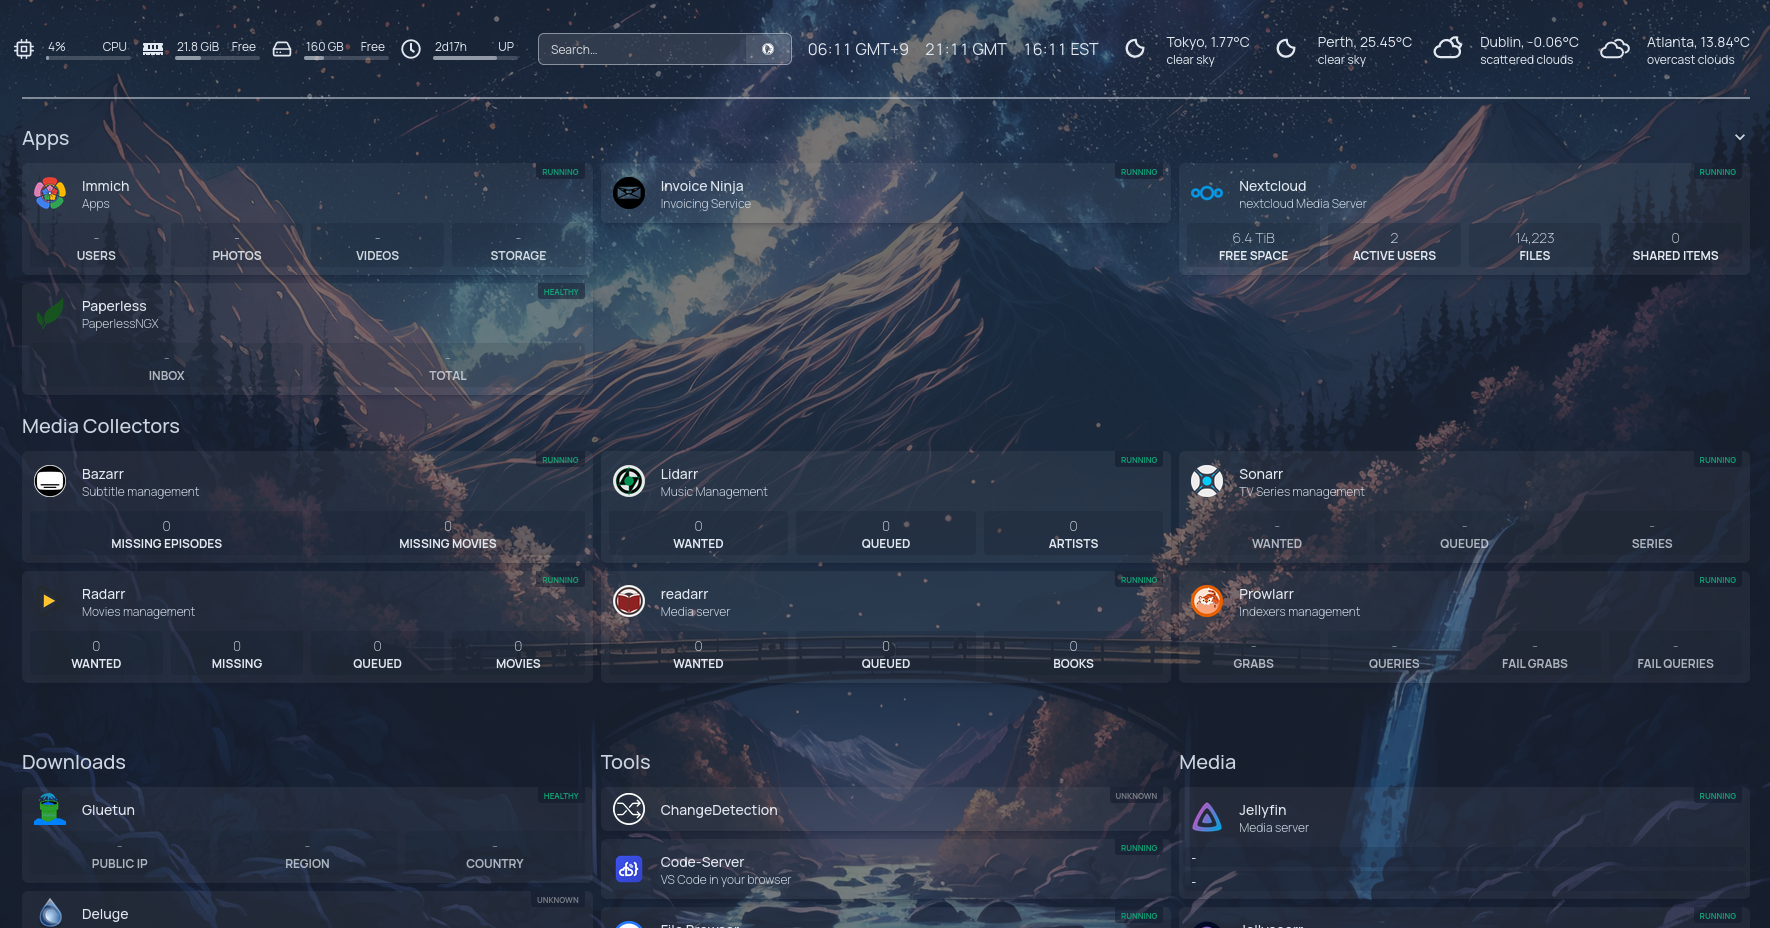 4% CPU 21.8 GiB Free 160 GB Free 2d17h UP Search... 06:11 GMT+9 21:11 GMT 16:11 EST
Tokyo, 1.77°C
clear sky
Perth, 25.45°C
clear sky
Dublin, -0.06°C
scattered clouds
Atlanta, 13.84°C
overcast clouds
Apps
RUNNING
Immich
Apps
-
USERS
-
PHOTOS
-
VIDEOS
-
STORAGE
RUNNING
Invoice Ninja
Invoicing Service
RUNNING
Nextcloud
nextcloud Media Server
6.4 TiB
FREE SPACE
2
ACTIVE USERS
14,223
FILES
0
SHARED ITEMS
HEALTHY
Paperless
PaperlessNGX
-
INBOX
-
TOTAL
Media Collectors
RUNNING
Bazarr
Subtitle management
0
MISSING EPISODES
0
MISSING MOVIES
RUNNING
Lidarr
Music Management
0
WANTED
0
QUEUED
0
ARTISTS
RUNNING
Sonarr
TV Series management
-
WANTED
-
QUEUED
-
SERIES
RUNNING
Radarr
Movies management
0
WANTED
0
MISSING
0
QUEUED
0
MOVIES
RUNNING
readarr
Media server
0
WANTED
0
QUEUED
0
BOOKS
RUNNING
Prowlarr
Indexers management
-
GRABS
-
QUERIES
-
FAIL GRABS
-
FAIL QUERIES
Downloads
HEALTHY
Gluetun
-
PUBLIC IP
-
REGION
-
COUNTRY
UNKNOWN
Deluge
Tools
UNKNOWN
ChangeDetection
RUNNING
Code-Server
VS Code in your browser
RUNNING
File Browser
Media
RUNNING
Jellyfin
Media server
-
-
RUNNING
Jellyseerr